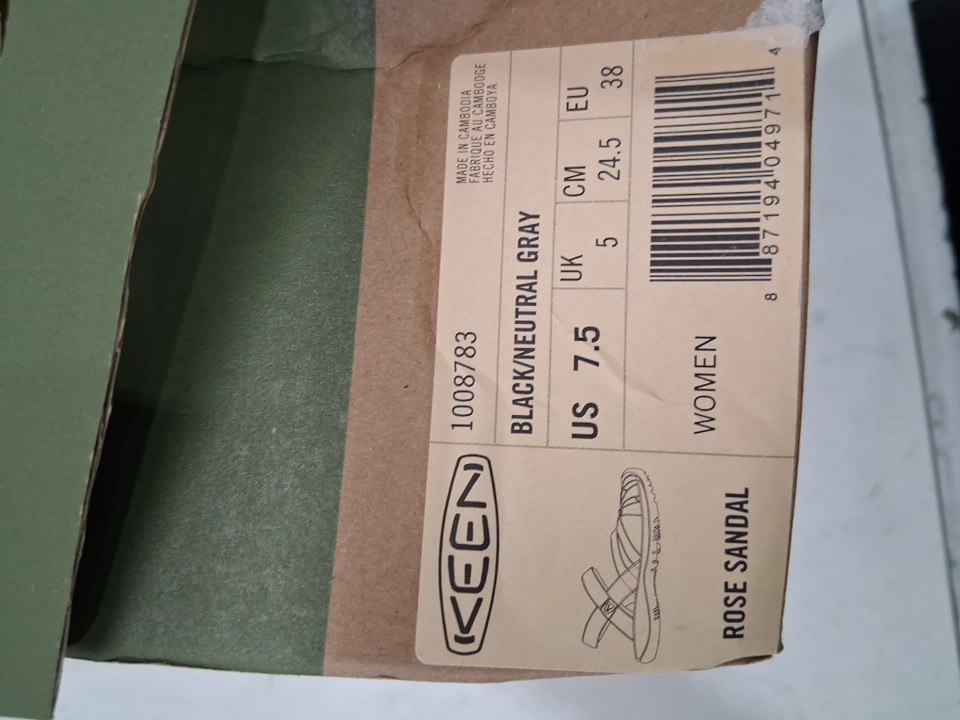 KEEN
1008783
MADE IN CAMBODIA
FABRIQUE AU CAMBODGE
HECHO EN CAMBOYA
BLACK/NEUTRAL GRAY
US 7.5
UK 5
CM 24.5
EU 38
ROSE SANDAL
WOMEN
8 87194 04971 4